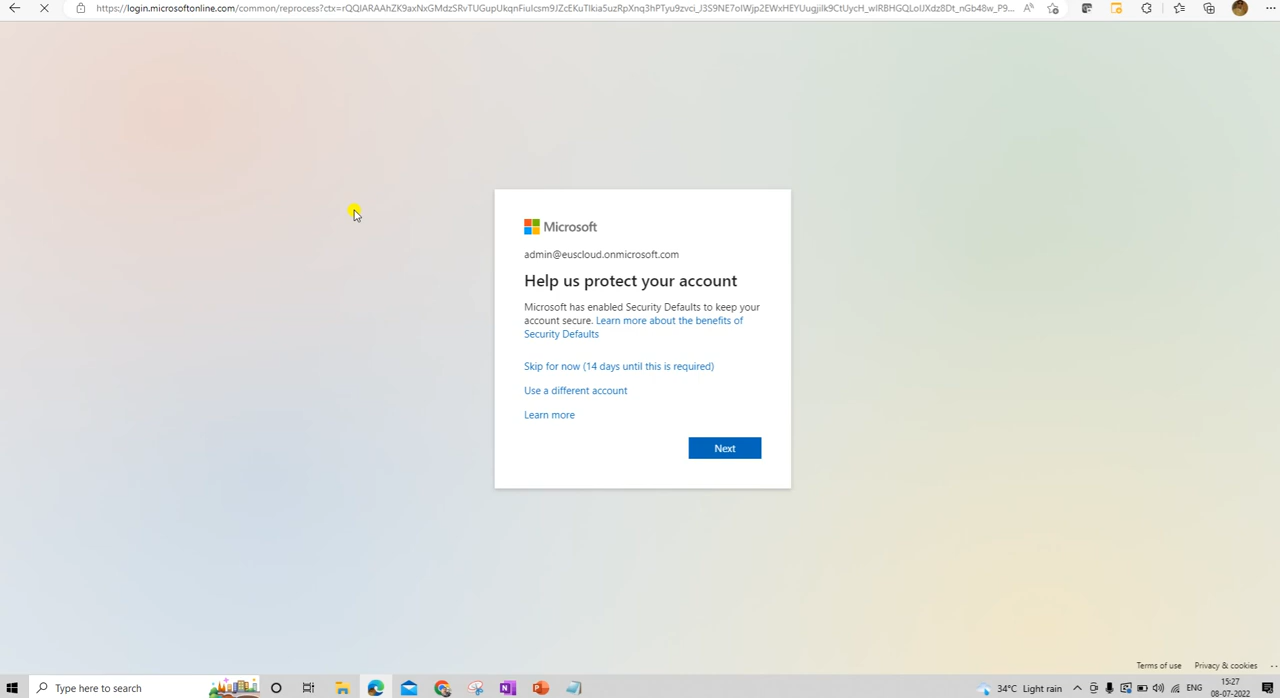 https://login.microsoftonline.com/common/reprocess?ctx=
Microsoft
admin@euscloud.onmicrosoft.com
Help us protect your account
Microsoft has enabled Security Defaults to keep your
account secure. Learn more about the benefits of
Security Defaults
Skip for now (14 days until this is required)
Use a different account
Learn more
Next
Terms of use Privacy & cookies ...
Type here to search
34°C Light rain
ENG
15:27
08-07-2022